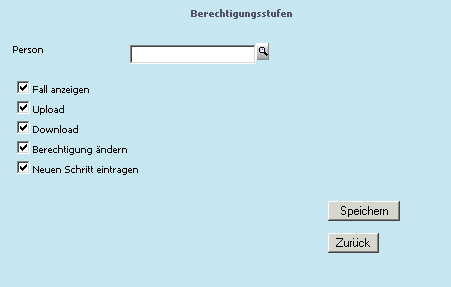 Berechtigungsstufen
Person
Fall anzeigen
Upload
Download
Berechtigung ändern
Neuen Schritt eintragen
Speichern
Zurück